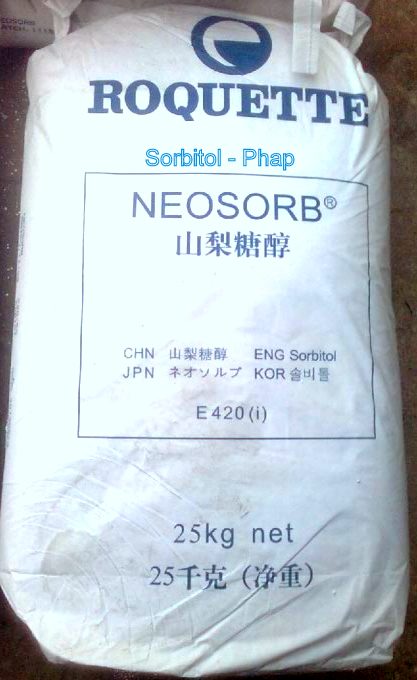 ROQUETTE
Sorbitol - Phap
NEOSORB®
山梨糖醇
CHN 山梨糖醇 ENG Sorbitol
JPN ネオソルブ KOR 솔비톨
E420(i)
25kg net
25千克（净重）